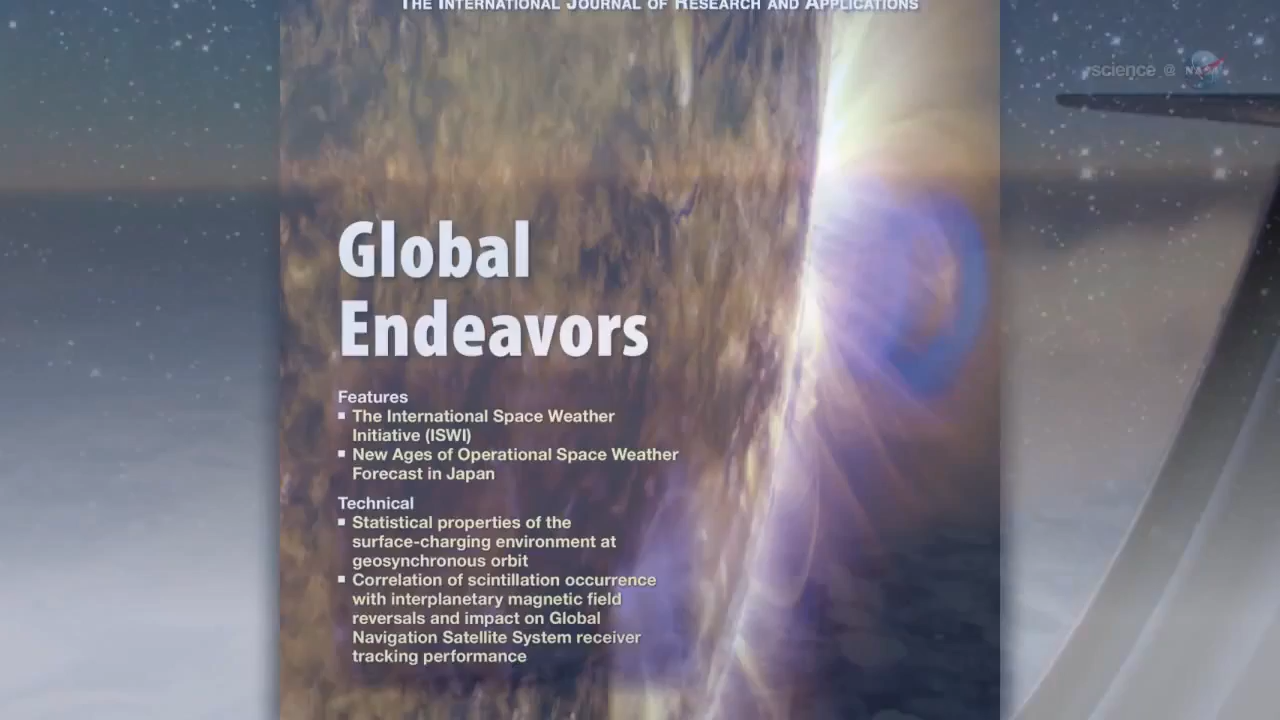 THE INTERNATIONAL JOURNAL OF RESEARCH AND APPLICATIONS
science @ NASA
Global
Endeavors
Features
▪ The International Space Weather
Initiative (ISWI)
▪ New Ages of Operational Space Weather
Forecast in Japan
Technical
▪ Statistical properties of the
surface-charging environment at
geosynchronous orbit
▪ Correlation of scintillation occurrence
with interplanetary magnetic field
reversals and impact on Global
Navigation Satellite System receiver
tracking performance